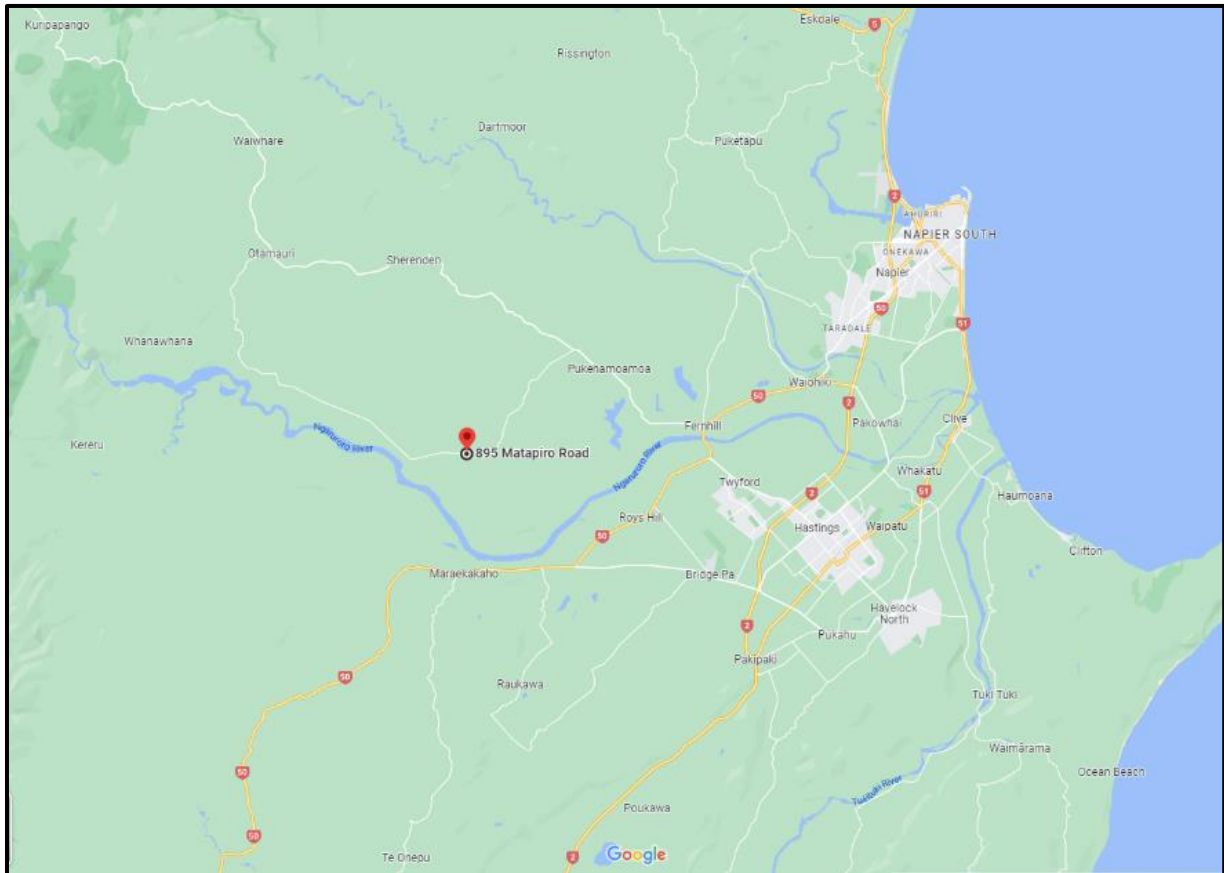 Kuripapango
Eskdale
5
Rissington
Dartmoor
Waiwhare
Puketapu
2
AHURIRI
NAPIER SOUTH
Otamauri
Sherenden
ONEKAWA
Napier
50
51
TARADALE
Whanawhana
Pukenamoamoa
Waiohiki
50
2
Fernhill
Pakowhai
Clive
Kereru
Ngaruroro River
895 Matapiro Road
Ngaruroro River
Whakatu
Twyford
2
51
Haumoana
Roys Hill
Hastings
Waipatu
50
Clifton
Maraekakaho
Bridge Pa
Havelock
North
2
Pukahu
Pakipaki
50
Raukawa
Tuki Tuki
Waimārama
50
Ocean Beach
Tukituki River
Poukawa
50
Te Onepu
2
Google